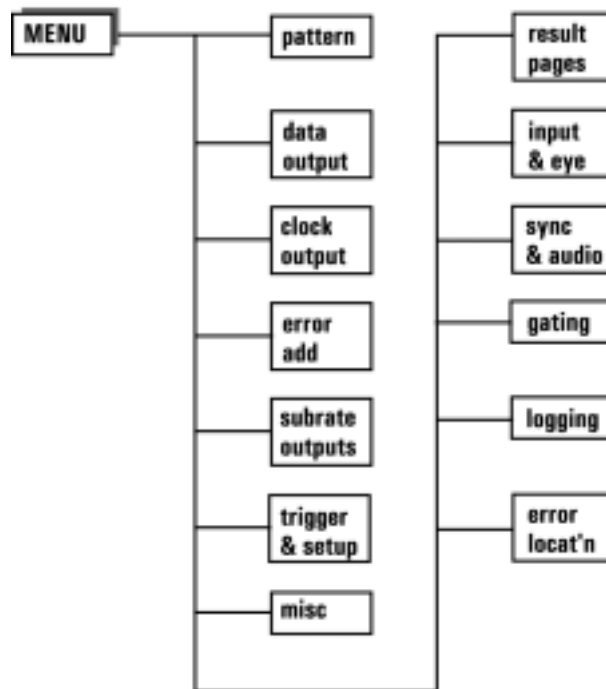 MENU
pattern
data
output
clock
output
error
add
subrate
outputs
trigger
& setup
misc
result
pages
input
& eye
sync
& audio
gating
logging
error
locat'n